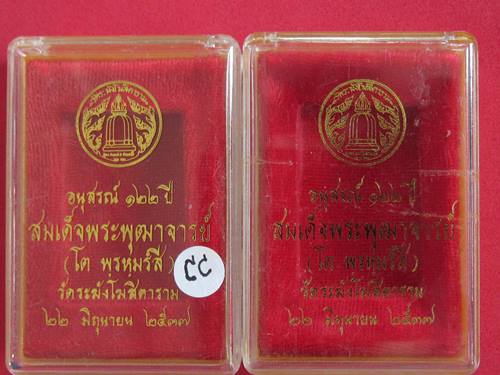 อนุสรณ์ ๑๒๒ ปี
สมเด็จพระพุฒาจารย์
(โต พรหมรํสี)
วัดระฆังโฆสิตาราม
๒๒ มิถุนายน ๒๕๓๗
อนุสรณ์ ๑๒๒ ปี
สมเด็จพระพุฒาจารย์
(โต พรหมรํสี)
วัดระฆังโฆสิตาราม
๒๒ มิถุนายน ๒๕๓๗